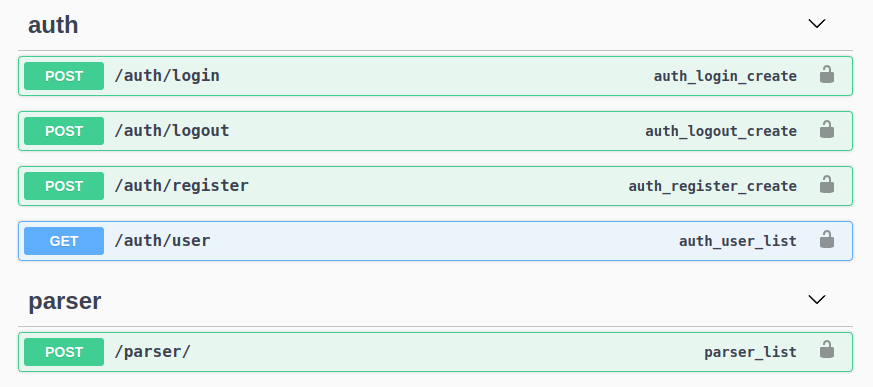 auth
POST /auth/login auth_login_create
POST /auth/logout auth_logout_create
POST /auth/register auth_register_create
GET /auth/user auth_user_list
parser
POST /parser/ parser_list